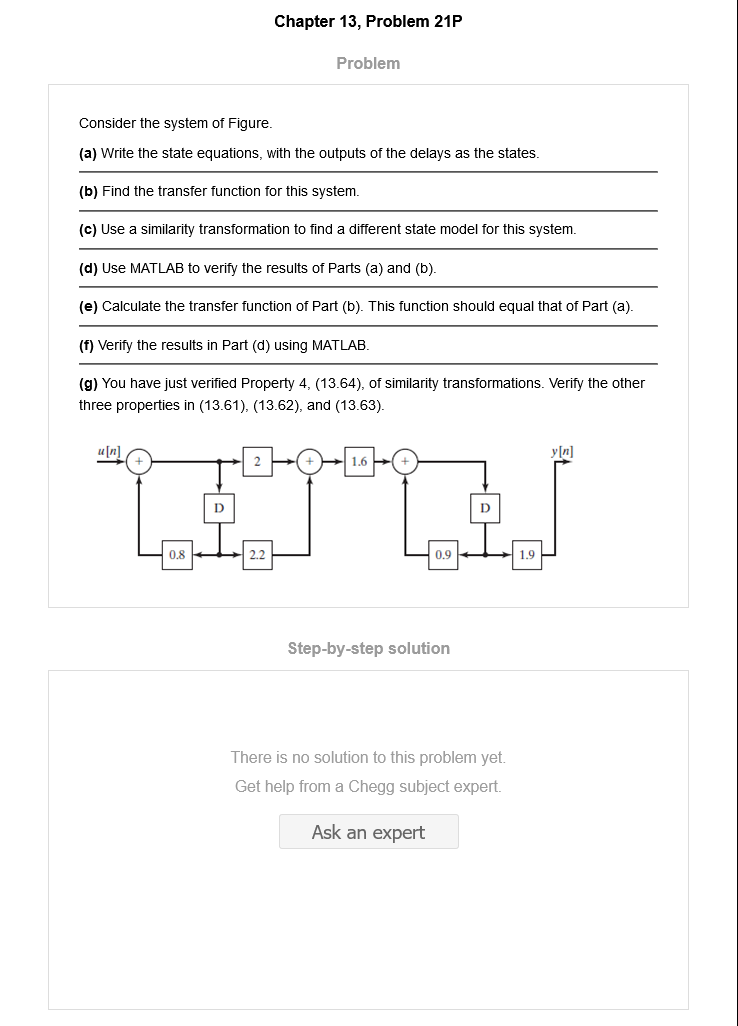 Chapter 13, Problem 21P
Problem
Consider the system of Figure.
(a) Write the state equations, with the outputs of the delays as the states.
(b) Find the transfer function for this system.
(c) Use a similarity transformation to find a different state model for this system.
(d) Use MATLAB to verify the results of Parts (a) and (b).
(e) Calculate the transfer function of Part (b). This function should equal that of Part (a).
(f) Verify the results in Part (d) using MATLAB.
(g) You have just verified Property 4, (13.64), of similarity transformations. Verify the other
three properties in (13.61), (13.62), and (13.63).
u[n] y[n]
+ 2 + 1.6 +
D D
0.8 2.2 0.9 1.9
Step-by-step solution
There is no solution to this problem yet.
Get help from a Chegg subject expert.
Ask an expert